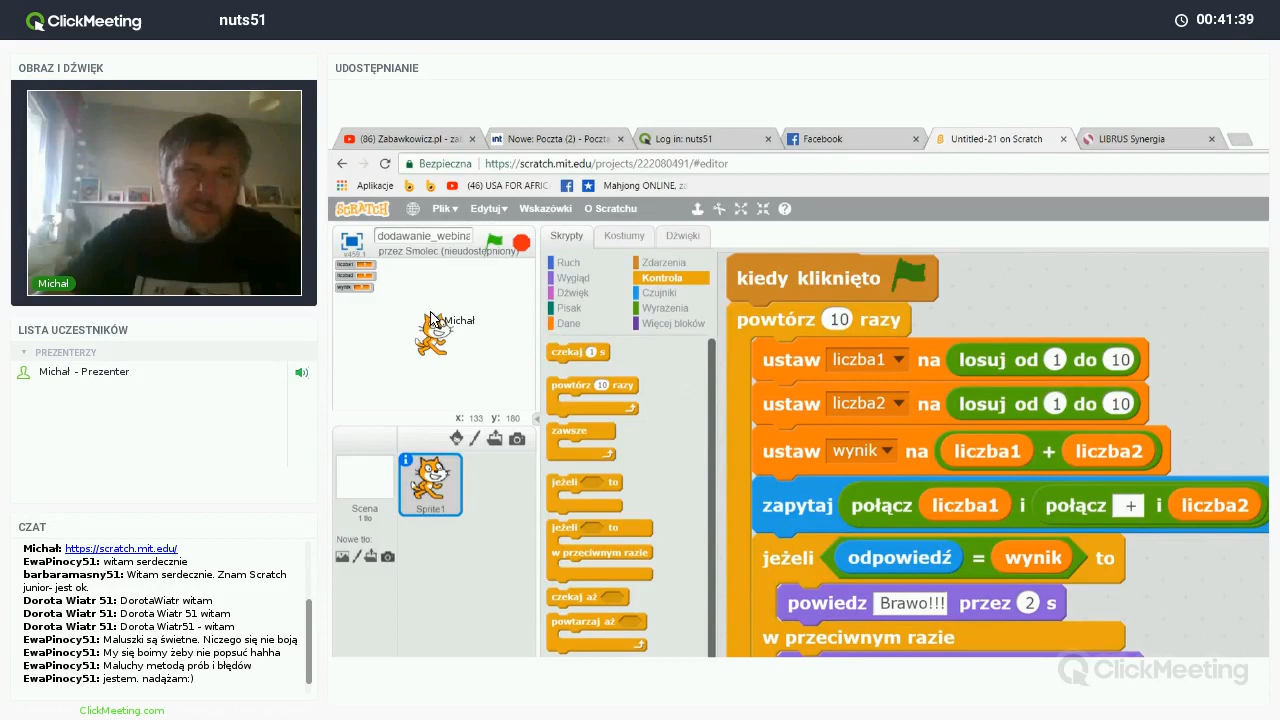 ClickMeeting
nuts51
00:41:39
OBRAZ I DŹWIĘK
Michał
LISTA UCZESTNIKÓW
PREZENTERZY
Michał - Prezenter
CZAT
Michał: https://scratch.mit.edu/
EwaPinocy51: witam serdecznie
barbaramasny51: Witam serdecznie. Znam Scratch
junior- jest ok.
Dorota Wiatr 51: DorotaWiatr witam
Dorota Wiatr 51: Dorota Wiatr 51 witam
Dorota Wiatr 51: Dorota Wiatr51 - witam
EwaPinocy51: Maluszki są świetne. Niczego się nie boją
EwaPinocy51: My się boimy żeby nie popsuć hahha
EwaPinocy51: Maluchy metodą prób i błędów
EwaPinocy51: jestem. nadążam:)
ClickMeeting.com
UDOSTĘPNIANIE
(86) Zabawkowicz.pl - za
Nowe: Poczta (2) - Poczt
Log in: nuts51
Facebook
Untitled-21 on Scratch
LIBRUS Synergia
Bezpieczna
https://scratch.mit.edu/projects/222080491/#editor
Aplikacje
(46) USA FOR AFRIC
Mahjong ONLINE, za
SCRATCH
Plik
Edytuj
Wskazówki
O Scratchu
dodawanie_webina
przez Smolec (nieudostępniony)
v459.1
liczba1
liczba2
wynik
Michał
x: 133 y: 180
Scena
1 tło
Sprite1
Nowe tło:
Skrypty
Kostiumy
Dźwięki
Ruch
Wygląd
Dźwięk
Pisak
Dane
Zdarzenia
Kontrola
Czujniki
Wyrażenia
Więcej bloków
czekaj 1 s
powtórz 10 razy
zawsze
jeżeli to
jeżeli to
w przeciwnym razie
czekaj aż
powtarzaj aż
kiedy kliknięto
powtórz 10 razy
ustaw liczba1 na losuj od 1 do 10
ustaw liczba2 na losuj od 1 do 10
ustaw wynik na liczba1 + liczba2
zapytaj połącz liczba1 i połącz + i liczba2
jeżeli odpowiedź = wynik to
powiedz Brawo!!! przez 2 s
w przeciwnym razie
ClickMeeting